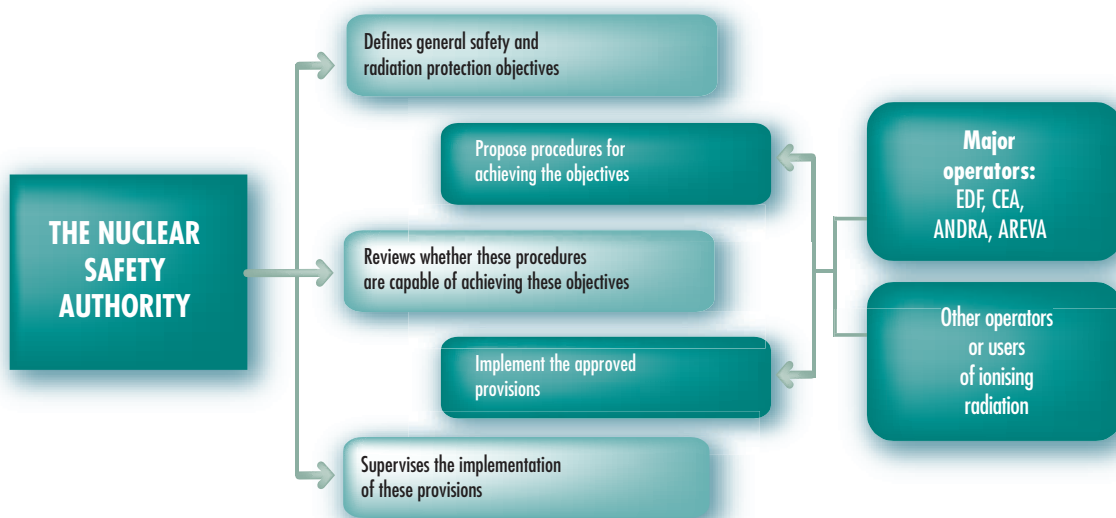 Defines general safety and
radiation protection objectives
Propose procedures for
achieving the objectives
Major
operators:
EDF, CEA,
ANDRA, AREVA
THE NUCLEAR
SAFETY
AUTHORITY
Reviews whether these procedures
are capable of achieving these objectives
Implement the approved
provisions
Other operators
or users
of ionising
radiation
Supervises the implementation
of these provisions